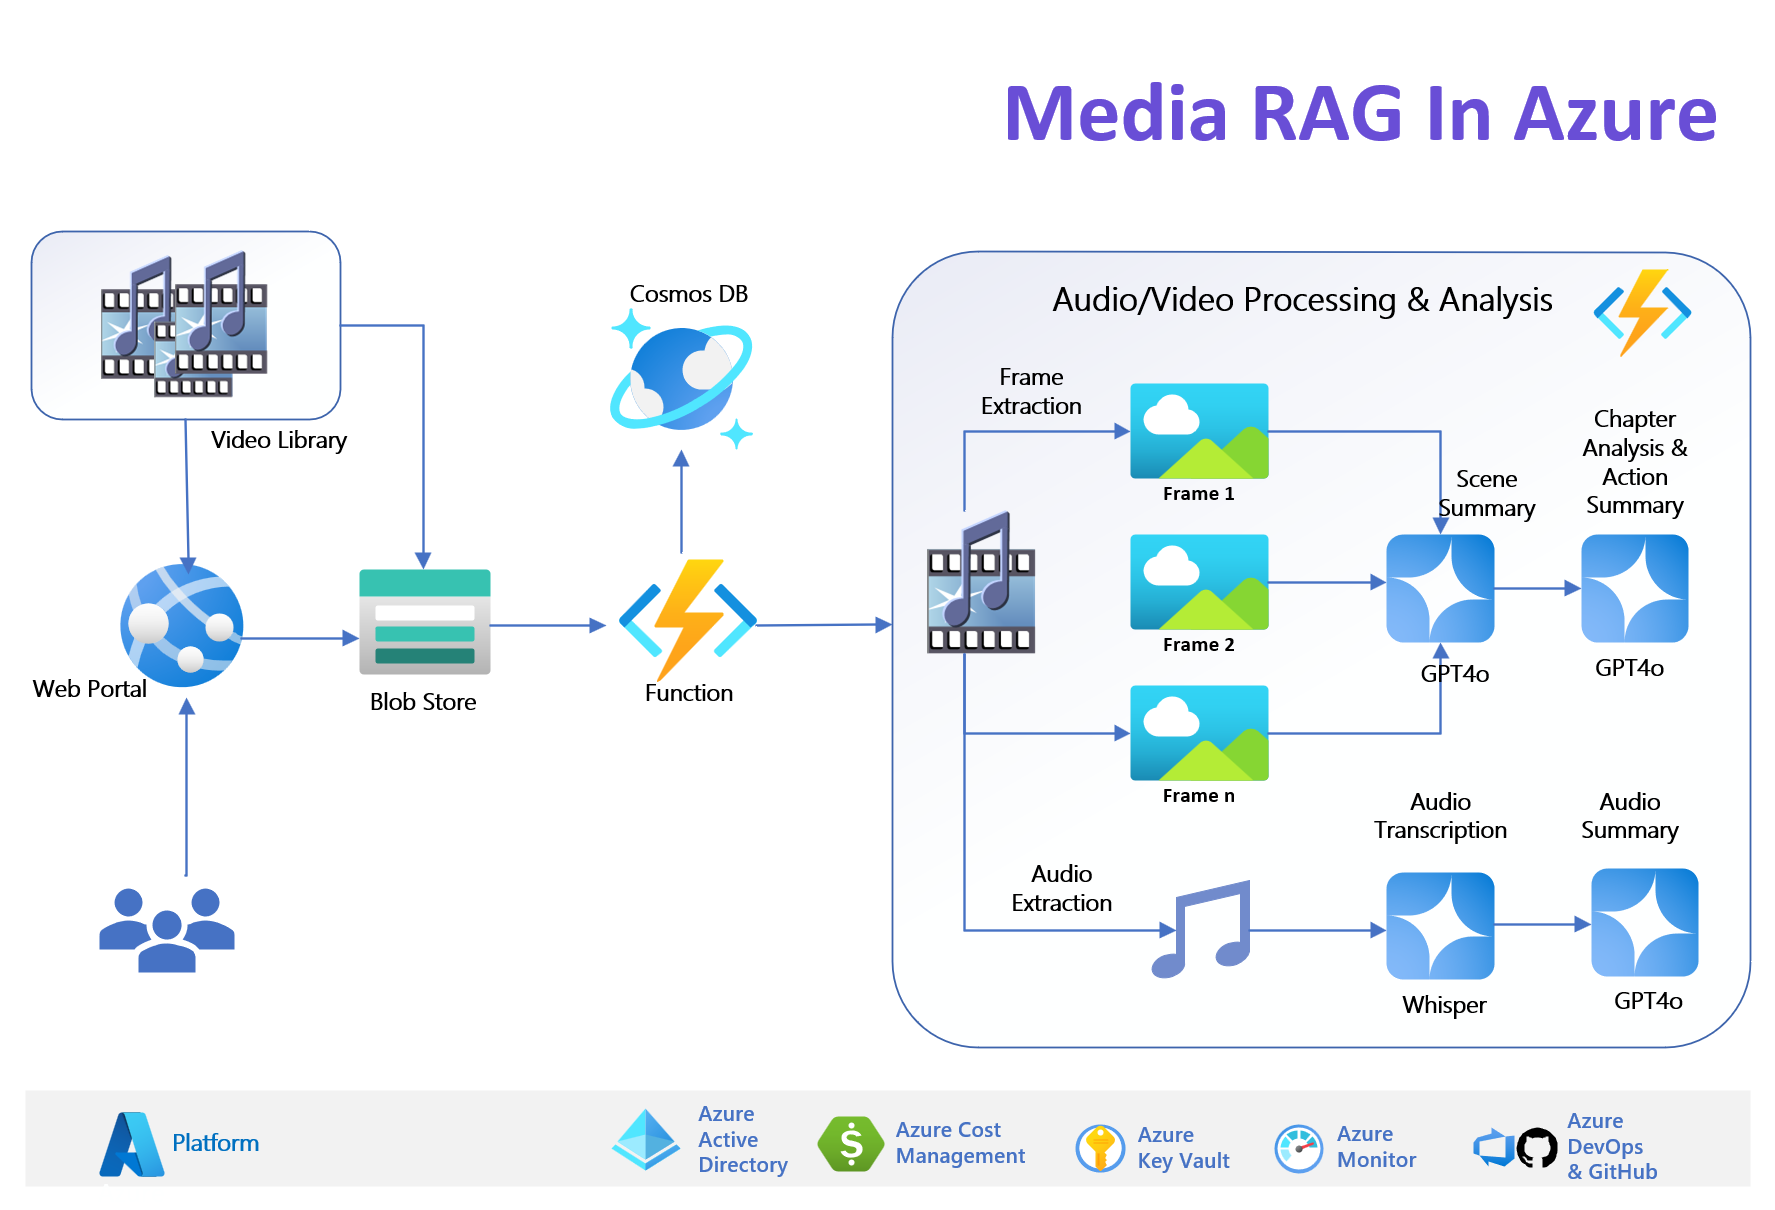 Media RAG In Azure
Video Library
Web Portal
Blob Store
Cosmos DB
Function
Audio/Video Processing & Analysis
Frame
Extraction
Frame 1
Frame 2
Frame n
Scene
Summary
GPT4o
Chapter
Analysis &
Action
Summary
GPT4o
Audio
Extraction
Audio
Transcription
Whisper
Audio
Summary
GPT4o
Platform
Azure
Active
Directory
$
Azure Cost
Management
Azure
Key Vault
Azure
Monitor
Azure
DevOps
& GitHub